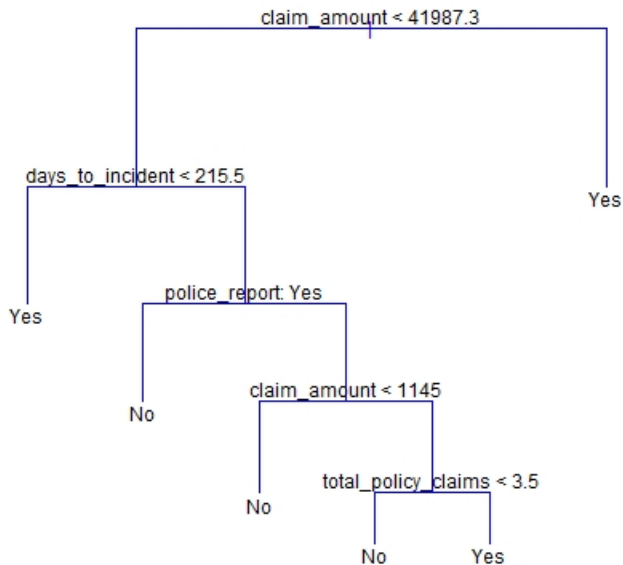 claim_amount < 41987.3
days_to_incident < 215.5
Yes
Yes
police_report: Yes
No
claim_amount < 1145
No
total_policy_claims < 3.5
No
Yes